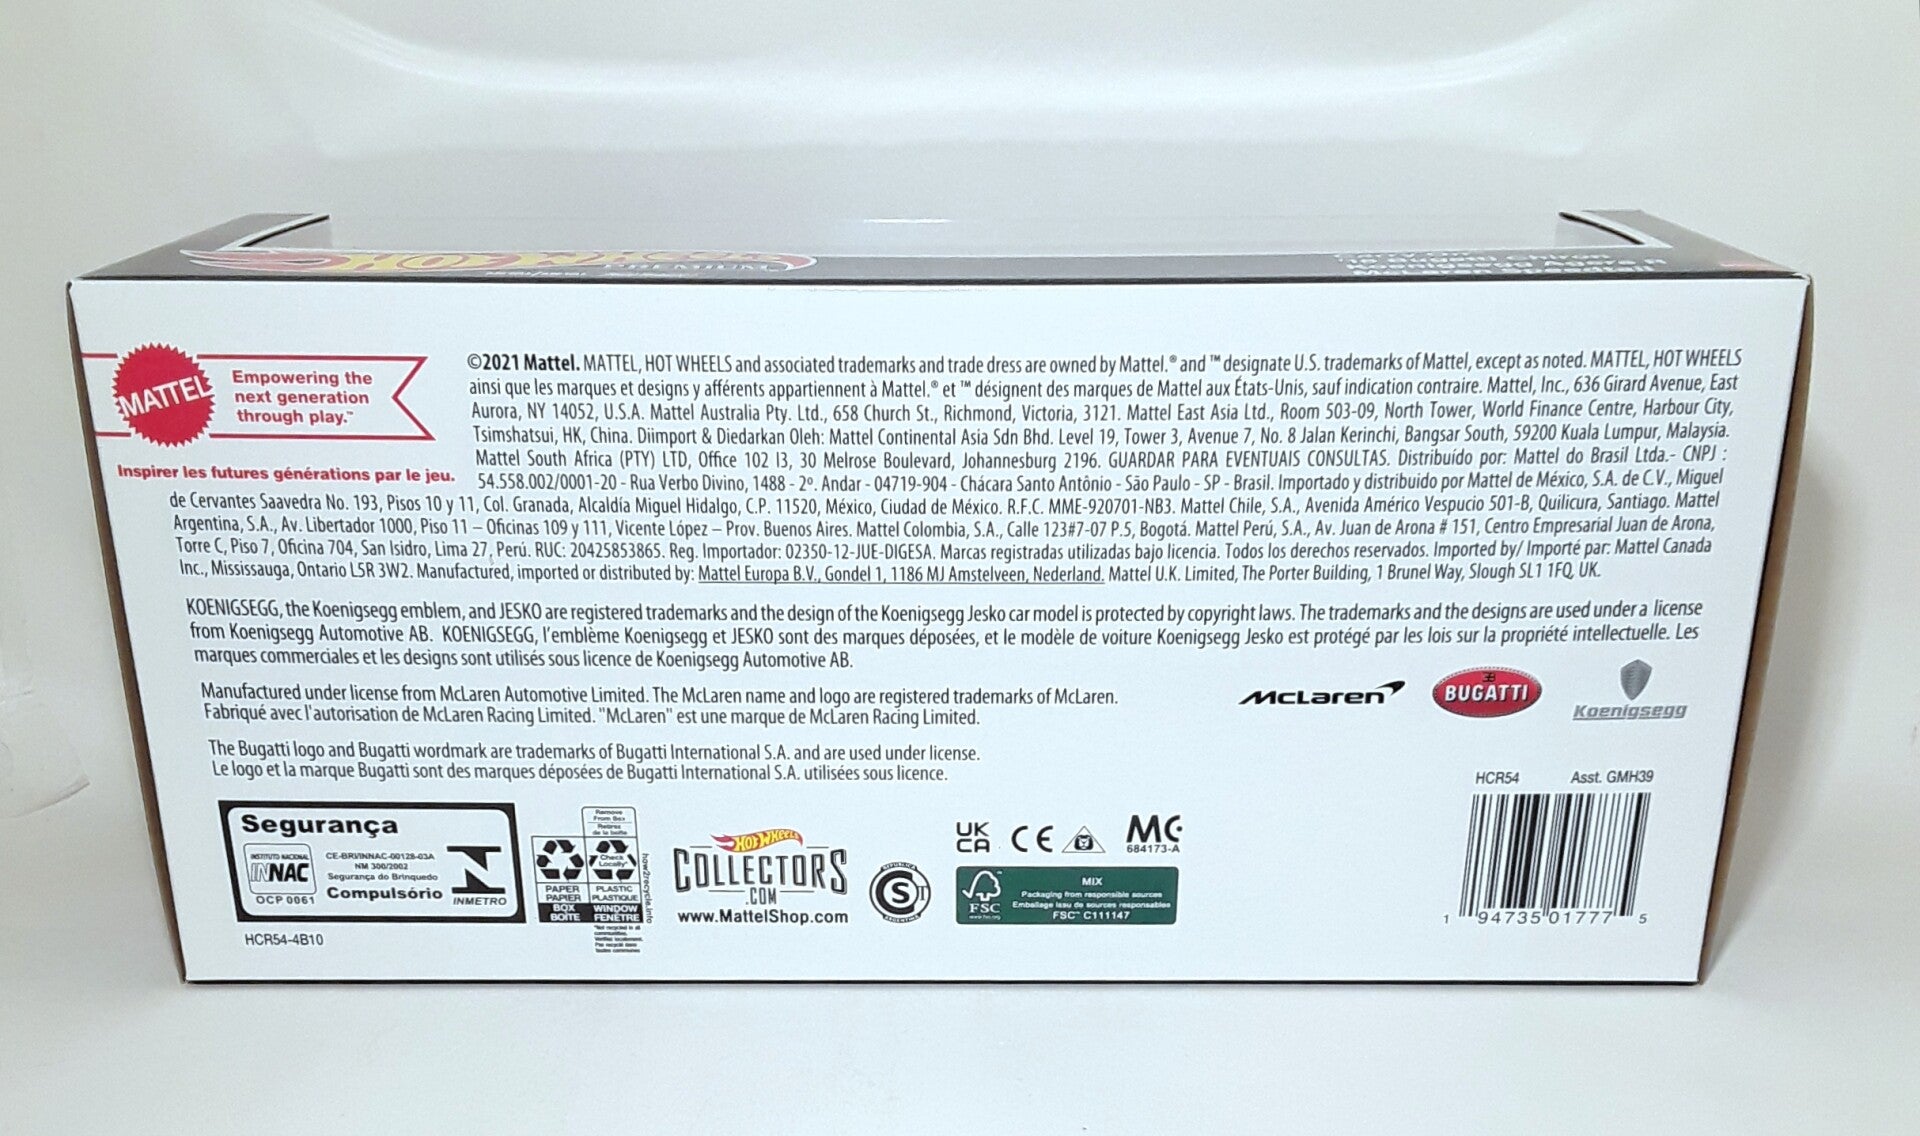 HOT WHEELS
PREMIUM
MATTEL
Empowering the
next generation
through play.™
Inspirer les futures générations par le jeu.
©2021 Mattel. MATTEL, HOT WHEELS and associated trademarks and trade dress are owned by Mattel.® and ™ designate U.S. trademarks of Mattel, except as noted. MATTEL, HOT WHEELS
ainsi que les marques et designs y afférents appartiennent à Mattel.® et ™ désignent des marques de Mattel aux États-Unis, sauf indication contraire. Mattel, Inc., 636 Girard Avenue, East
Aurora, NY 14052, U.S.A. Mattel Australia Pty. Ltd., 658 Church St., Richmond, Victoria, 3121. Mattel East Asia Ltd., Room 503-09, North Tower, World Finance Centre, Harbour City,
Tsimshatsui, HK, China. Diimport & Diedarkan Oleh: Mattel Continental Asia Sdn Bhd. Level 19, Tower 3, Avenue 7, No. 8 Jalan Kerinchi, Bangsar South, 59200 Kuala Lumpur, Malaysia.
Mattel South Africa (PTY) LTD, Office 102 I3, 30 Melrose Boulevard, Johannesburg 2196. GUARDAR PARA EVENTUAIS CONSULTAS. Distribuído por: Mattel do Brasil Ltda.- CNPJ :
54.558.002/0001-20 - Rua Verbo Divino, 1488 - 2º. Andar - 04719-904 - Chácara Santo Antônio - São Paulo - SP - Brasil. Importado y distribuido por Mattel de México, S.A. de C.V., Miguel
de Cervantes Saavedra No. 193, Pisos 10 y 11, Col. Granada, Alcaldía Miguel Hidalgo, C.P. 11520, México, Ciudad de México. R.F.C. MME-920701-NB3. Mattel Chile, S.A., Avenida Américo Vespucio 501-B, Quilicura, Santiago. Mattel
Argentina, S.A., Av. Libertador 1000, Piso 11 – Oficinas 109 y 111, Vicente López – Prov. Buenos Aires. Mattel Colombia, S.A., Calle 123#7-07 P.5, Bogotá. Mattel Perú, S.A., Av. Juan de Arona # 151, Centro Empresarial Juan de Arona,
Torre C, Piso 7, Oficina 704, San Isidro, Lima 27, Perú. RUC: 20425853865. Reg. Importador: 02350-12-JUE-DIGESA. Marcas registradas utilizadas bajo licencia. Todos los derechos reservados. Imported by/ Importé par: Mattel Canada
Inc., Mississauga, Ontario L5R 3W2. Manufactured, imported or distributed by: Mattel Europa B.V., Gondel 1, 1186 MJ Amstelveen, Nederland. Mattel U.K. Limited, The Porter Building, 1 Brunel Way, Slough SL1 1FQ, UK.
KOENIGSEGG, the Koenigsegg emblem, and JESKO are registered trademarks and the design of the Koenigsegg Jesko car model is protected by copyright laws. The trademarks and the designs are used under a license
from Koenigsegg Automotive AB. KOENIGSEGG, l'emblème Koenigsegg et JESKO sont des marques déposées, et le modèle de voiture Koenigsegg Jesko est protégé par les lois sur la propriété intellectuelle. Les
marques commerciales et les designs sont utilisés sous licence de Koenigsegg Automotive AB.
Manufactured under license from McLaren Automotive Limited. The McLaren name and logo are registered trademarks of McLaren.
Fabriqué avec l'autorisation de McLaren Racing Limited. "McLaren" est une marque de McLaren Racing Limited.
McLaren
BUGATTI
Koenigsegg
The Bugatti logo and Bugatti wordmark are trademarks of Bugatti International S.A. and are used under license.
Le logo et la marque Bugatti sont des marques déposées de Bugatti International S.A. utilisées sous licence.
HCR54 Asst. GMH39
Segurança
INSTITUTO NACIONAL
INNAC
OCP 0061
CE-BRI/INNAC-00128-03A
NM 300/2002
Segurança do Brinquedo
Compulsório
INMETRO
HCR54-4B10
Remove
From Box
Retirez
de la boîte
Check
Locally*
PAPER
PAPIER
BOX
BOÎTE
PLASTIC
PLASTIQUE
WINDOW
FENÊTRE
how2recycle.info
HOT WHEELS
COLLECTORS
.COM
www.MattelShop.com
S
UK
CA
CE
MC
684173-A
FSC
www.fsc.org
MIX
Packaging from responsible sources
Emballage issu de sources responsables
FSC™ C111147
1 94735 01777 5